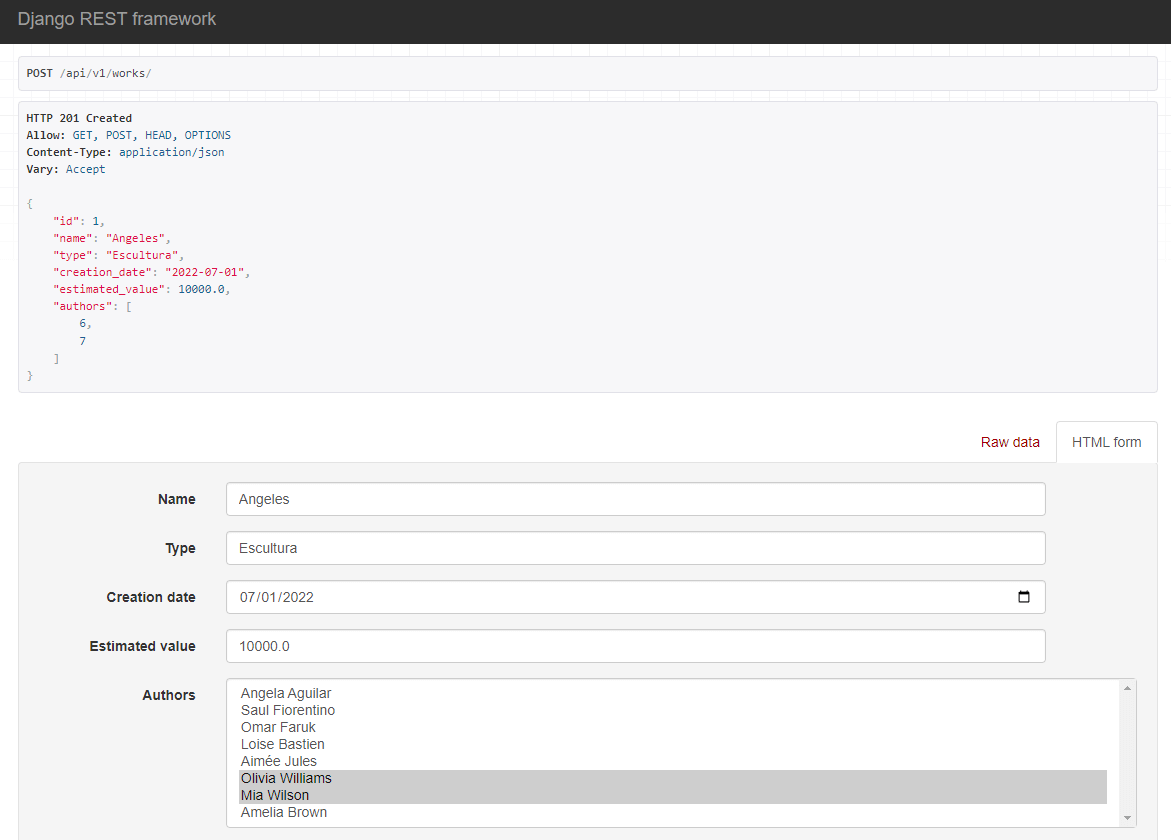 Django REST framework
POST /api/v1/works/
HTTP 201 Created
Allow: GET, POST, HEAD, OPTIONS
Content-Type: application/json
Vary: Accept
{
    "id": 1,
    "name": "Angeles",
    "type": "Escultura",
    "creation_date": "2022-07-01",
    "estimated_value": 10000.0,
    "authors": [
        6,
        7
    ]
}
Raw data HTML form
Name Angeles
Type Escultura
Creation date 07/01/2022
Estimated value 10000.0
Authors Angela Aguilar
Saul Fiorentino
Omar Faruk
Loise Bastien
Aimée Jules
Olivia Williams
Mia Wilson
Amelia Brown